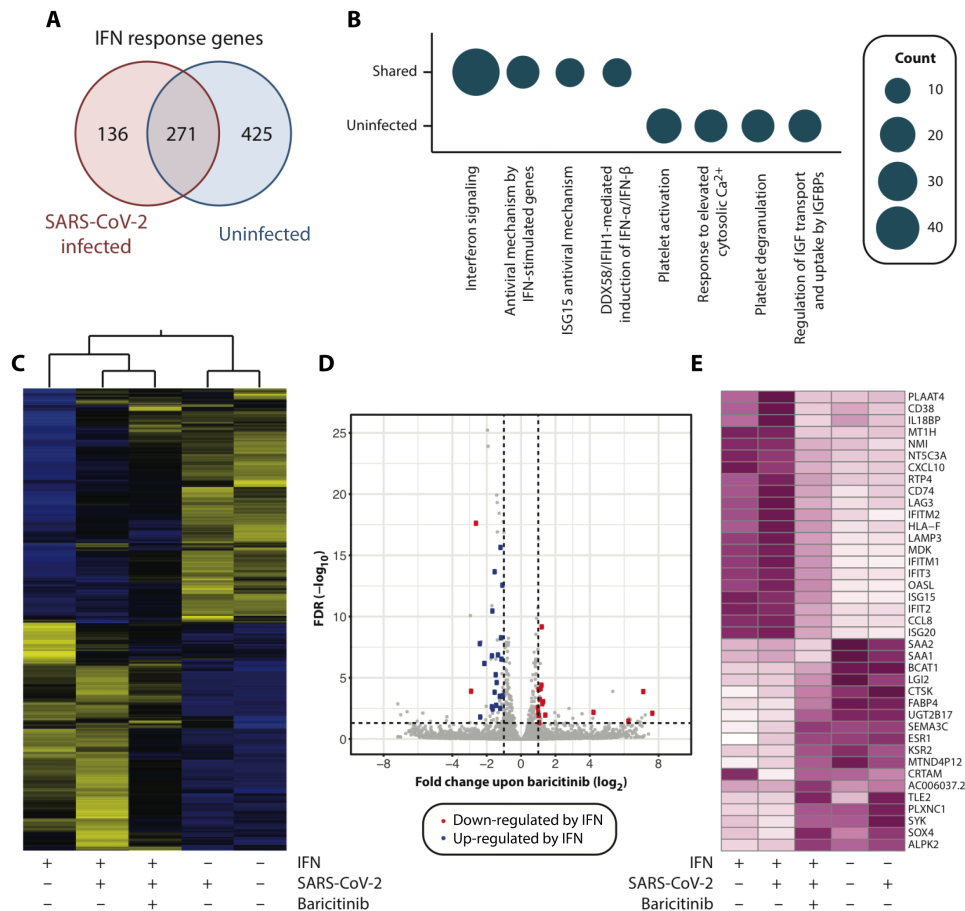 A
IFN response genes
136
271
425
SARS-CoV-2
infected
Uninfected
B
Shared
Uninfected
Interferon signaling
Antiviral mechanism by
IFN-stimulated genes
ISG15 antiviral mechanism
DDX58/IFIH1-mediated
induction of IFN-α/IFN-β
Platelet activation
Response to elevated
cytosolic Ca2+
Platelet degranulation
Regulation of IGF transport
and uptake by IGFBPs
Count
10
20
30
40
C
IFN + + + – –
SARS-CoV-2 – + + + –
Baricitinib – – + – –
D
FDR (–log10)
25
20
15
10
5
0
–8 –4 0 4 8
Fold change upon baricitinib (log2)
Down-regulated by IFN
Up-regulated by IFN
E
PLAAT4
CD38
IL18BP
MT1H
NMI
NT5C3A
CXCL10
RTP4
CD74
LAG3
IFITM2
HLA–F
LAMP3
MDK
IFITM1
IFIT3
OASL
ISG15
IFIT2
CCL8
ISG20
SAA2
SAA1
BCAT1
LGI2
CTSK
FABP4
UGT2B17
SEMA3C
ESR1
KSR2
MTND4P12
CRTAM
AC006037.2
TLE2
PLXNC1
SYK
SOX4
ALPK2
IFN + + + – –
SARS-CoV-2 – + + – +
Baricitinib – – + – –